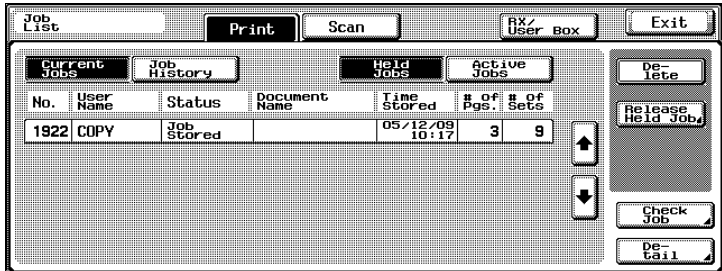 Job List
Print
Scan
RX/ User Box
Exit
Current Jobs
Job History
Held Jobs
Active Jobs
De- lete
No.
User Name
Status
Document Name
Time Stored
# of Pgs.
# of Sets
Release Held Job
1922
COPY
Job Stored
05/12/09 10:17
3
9
Check Job
De- tail